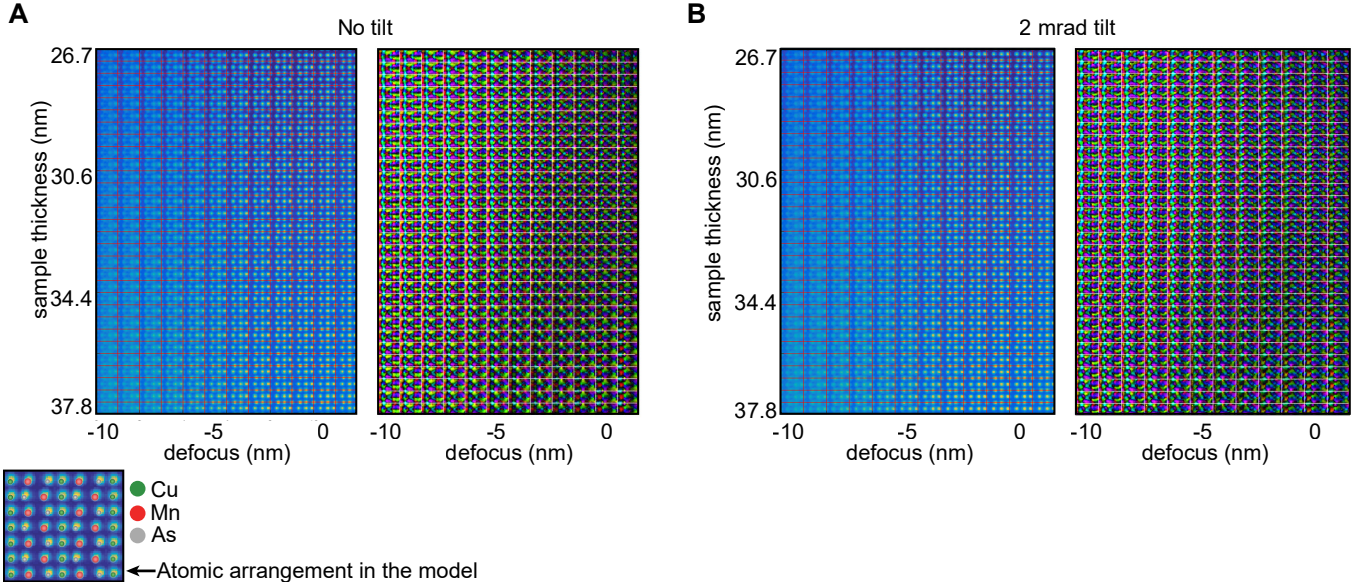 A
No tilt
sample thickness (nm)
26.7
30.6
34.4
37.8
-10
-5
0
defocus (nm)
-10
-5
0
defocus (nm)
B
2 mrad tilt
sample thickness (nm)
26.7
30.6
34.4
37.8
-10
-5
0
defocus (nm)
-10
-5
0
defocus (nm)
Cu
Mn
As
Atomic arrangement in the model